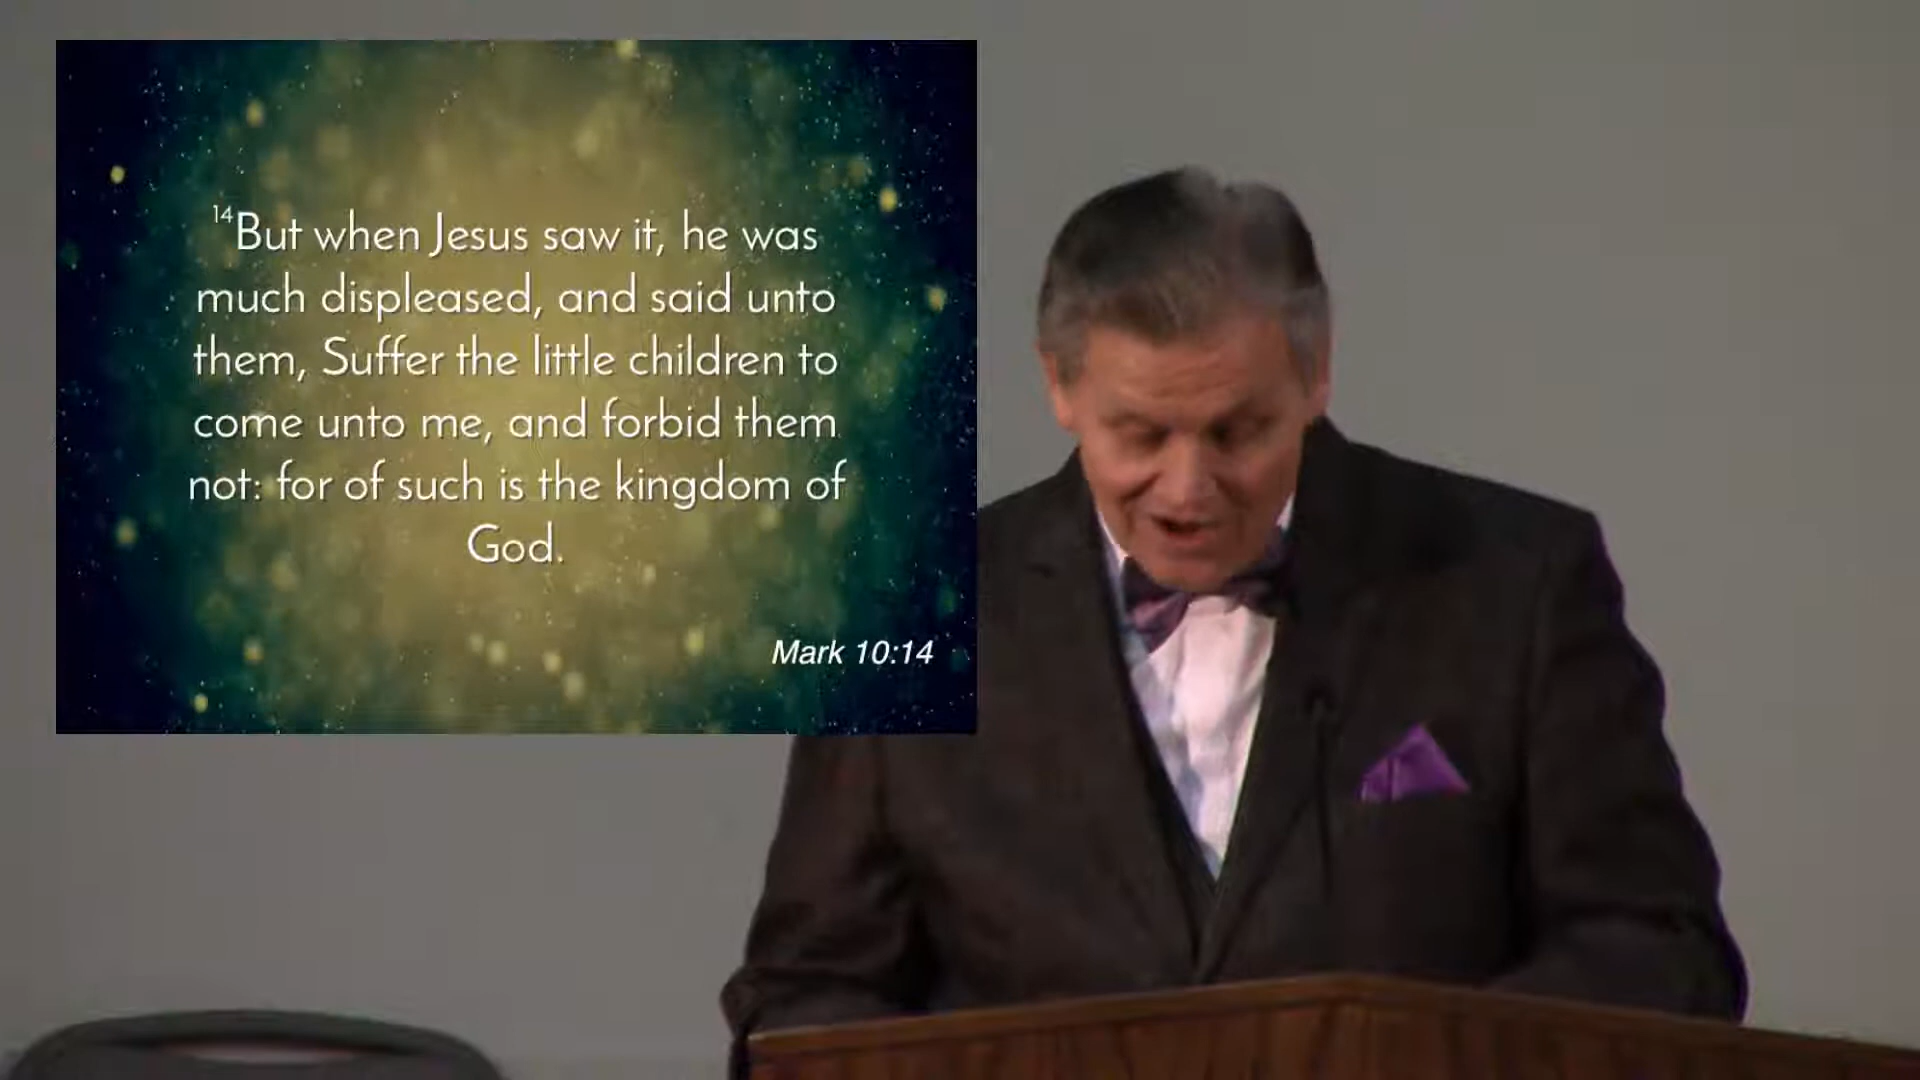 14But when Jesus saw it, he was
much displeased, and said unto
them, Suffer the little children to
come unto me, and forbid them
not: for of such is the kingdom of
God.
Mark 10:14